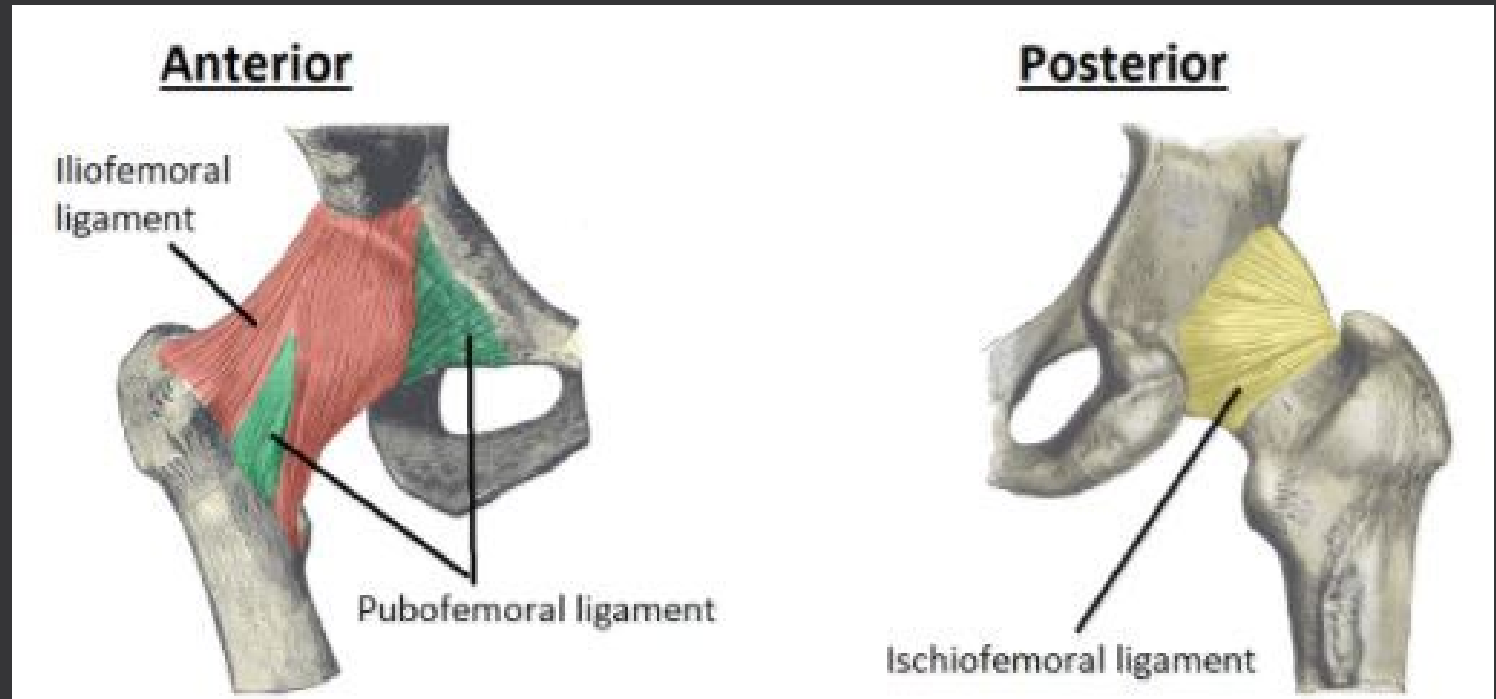 Anterior
Posterior
Iliofemoral
ligament
Pubofemoral ligament
Ischiofemoral ligament